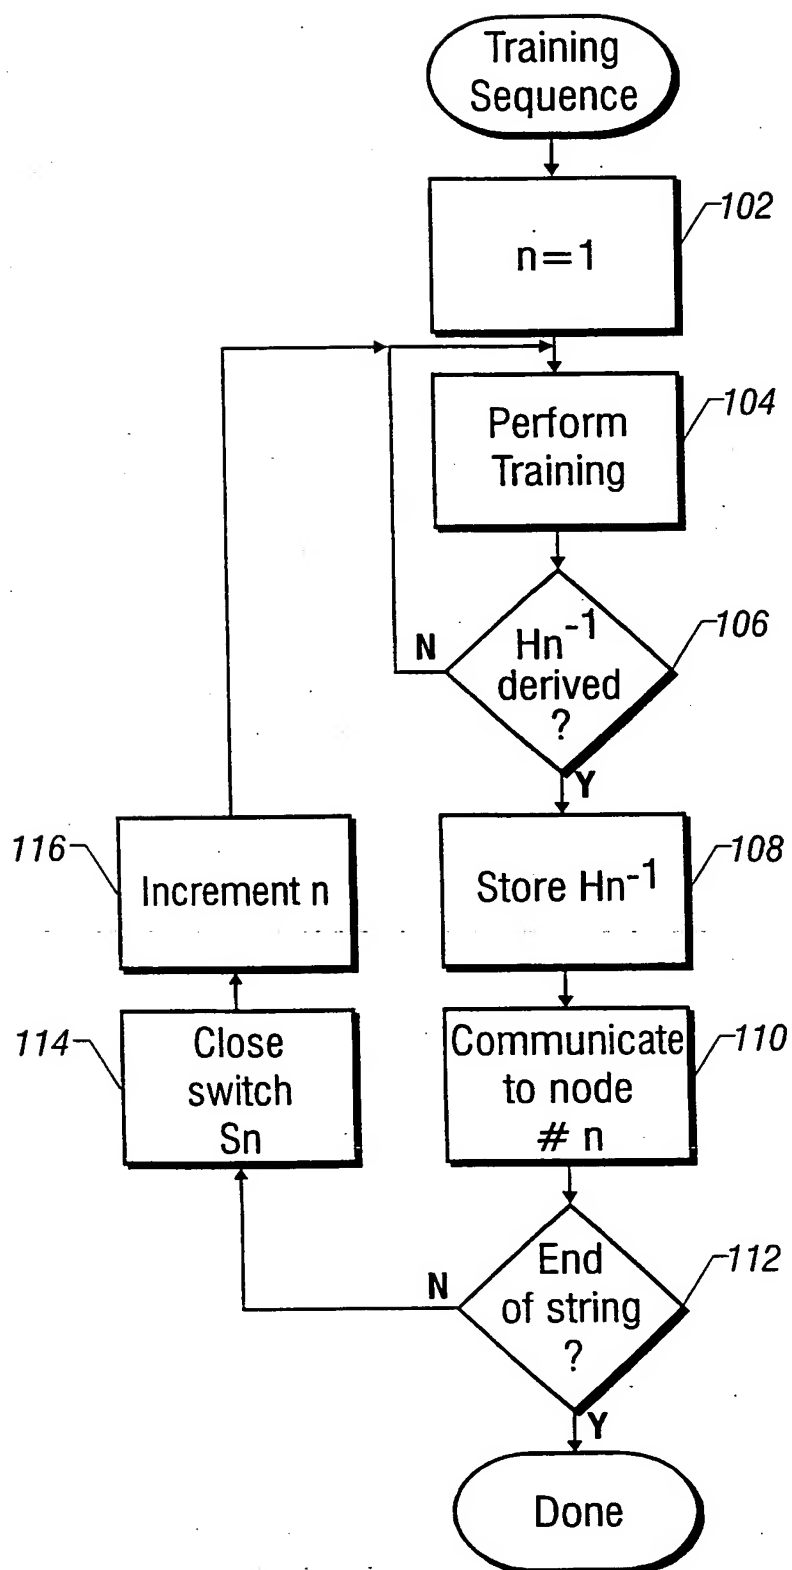 Training
Sequence
102
n=1
104
Perform
Training
106
N
Hn⁻¹
derived
?
Y
116
Increment n
108
Store Hn⁻¹
114
Close
switch
Sn
110
Communicate
to node
# n
112
N
End
of string
?
Y
Done